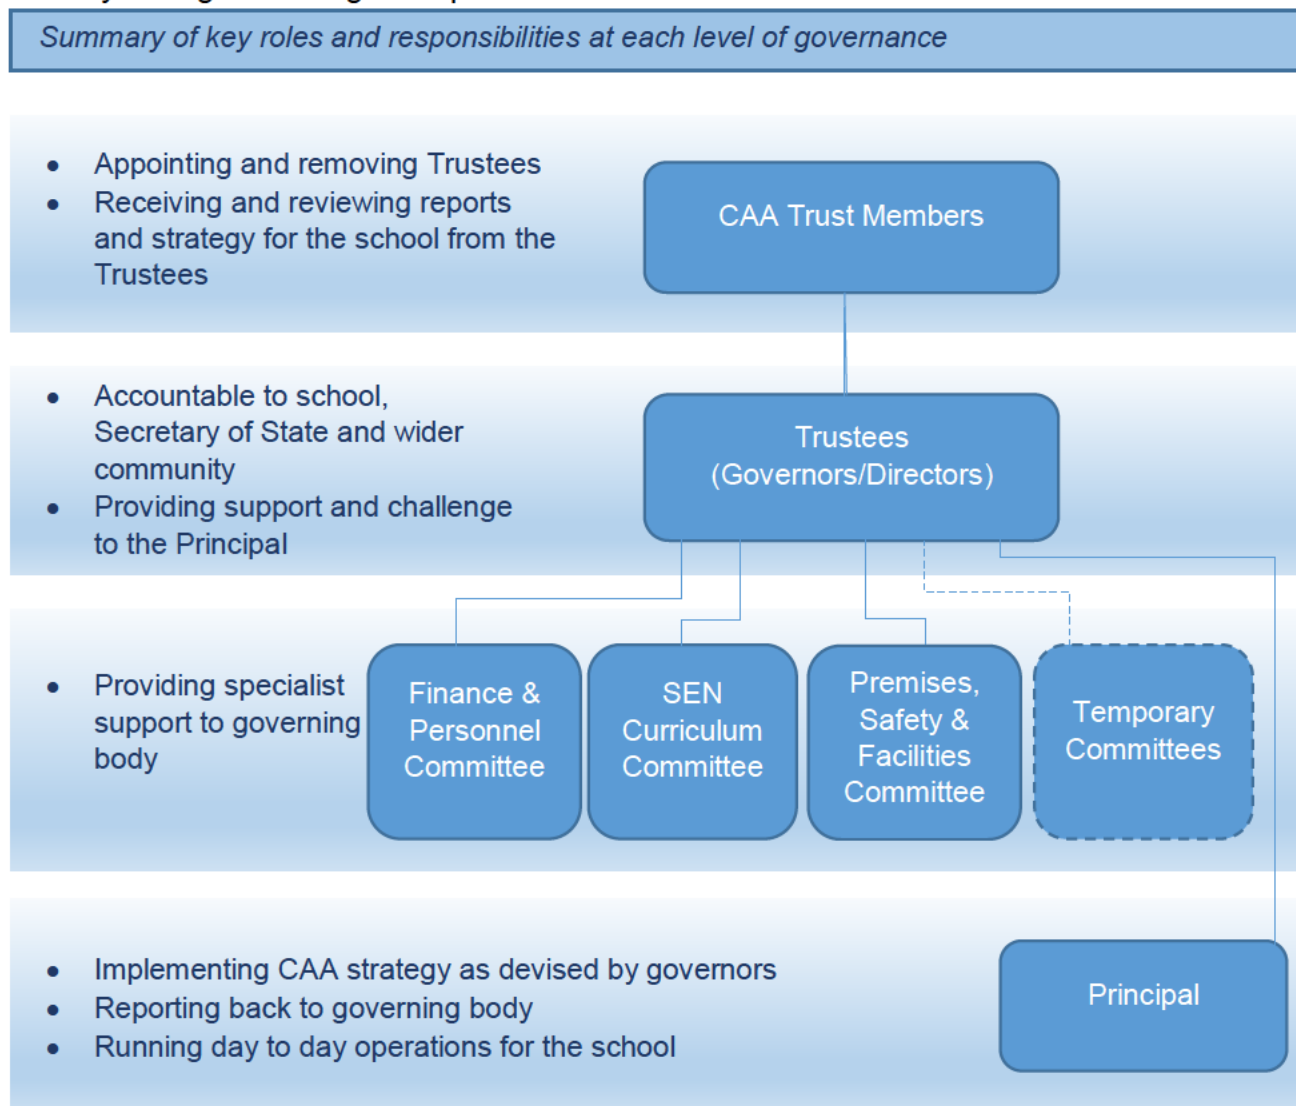 Summary of key roles and responsibilities at each level of governance
• Appointing and removing Trustees
• Receiving and reviewing reports
and strategy for the school from the
Trustees
CAA Trust Members
• Accountable to school,
Secretary of State and wider
community
• Providing support and challenge
to the Principal
Trustees
(Governors/Directors)
• Providing specialist
support to governing
body
Finance &
Personnel
Committee
SEN
Curriculum
Committee
Premises,
Safety &
Facilities
Committee
Temporary
Committees
• Implementing CAA strategy as devised by governors
• Reporting back to governing body
• Running day to day operations for the school
Principal